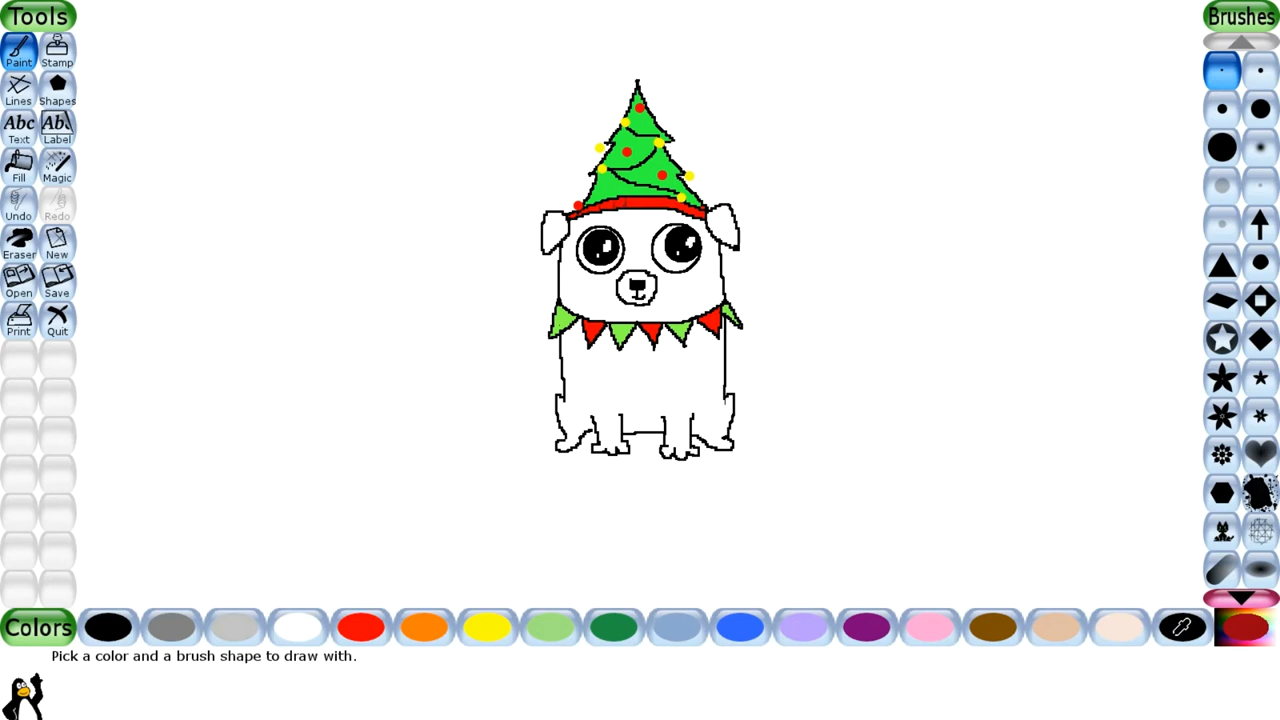 Tools
Brushes
Paint
Stamp
Lines
Shapes
Abc
Abc
Text
Label
Fill
Magic
Undo
Redo
Eraser
New
Open
Save
Print
Quit
Colors
Pick a color and a brush shape to draw with.